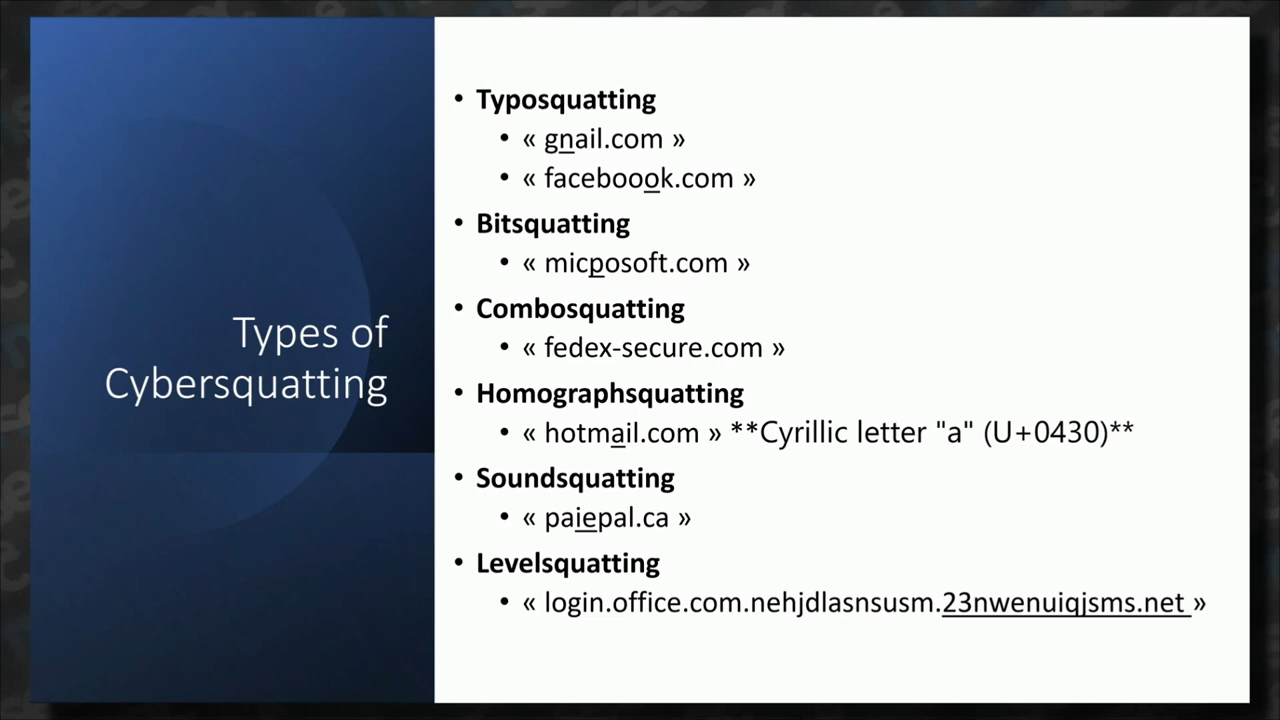 Types of
Cybersquatting
• Typosquatting
• « gnail.com »
• « faceboook.com »
• Bitsquatting
• « micposoft.com »
• Combosquatting
• « fedex-secure.com »
• Homographsquatting
• « hotmаil.com » **Cyrillic letter "a" (U+0430)**
• Soundsquatting
• « paiepal.ca »
• Levelsquatting
• « login.office.com.nehjdlasnsusm.23nwenuiqjsms.net »